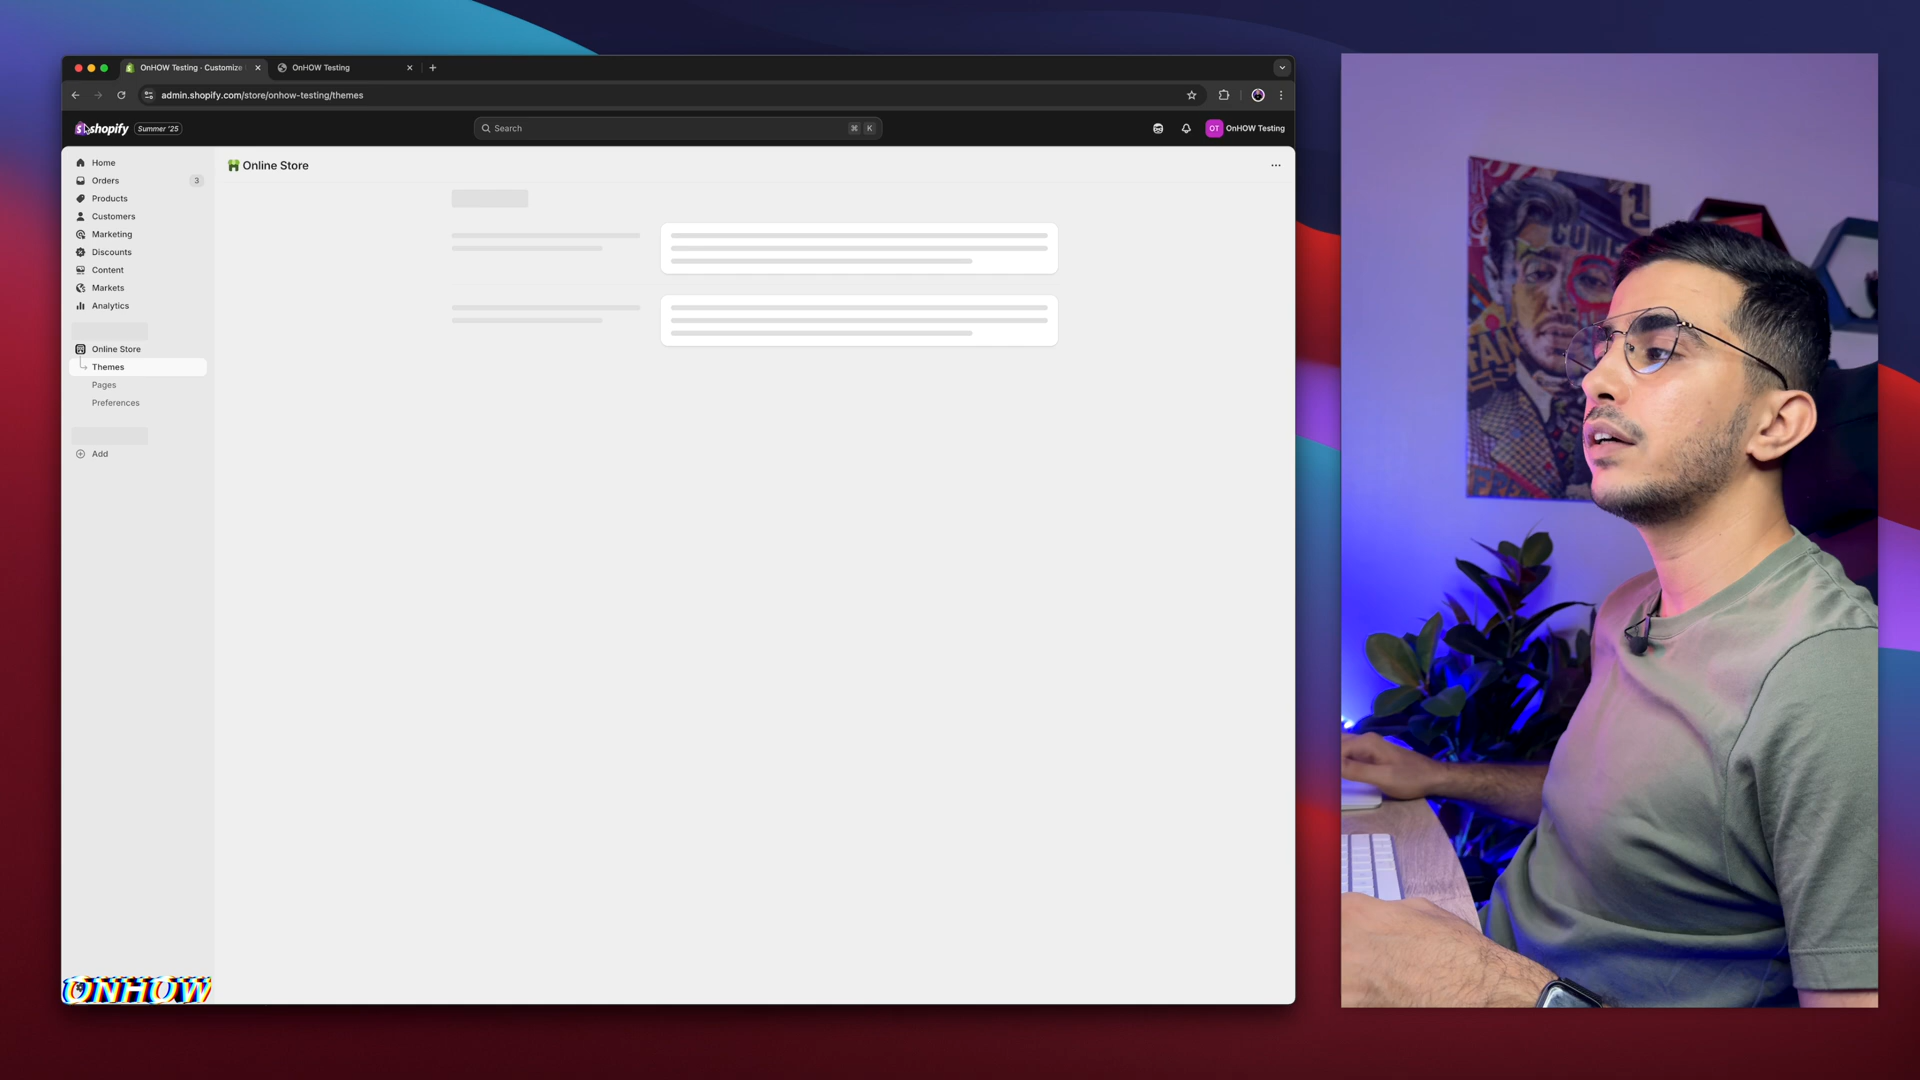 OnHOW Testing · Customize
OnHOW Testing
admin.shopify.com/store/onhow-testing/themes
shopify
Summer '25
Search
⌘ K
OT
OnHOW Testing
Home
Orders
3
Products
Customers
Marketing
Discounts
Content
Markets
Analytics
Online Store
Themes
Pages
Preferences
Add
Online Store
ONHOW
COME
FAN